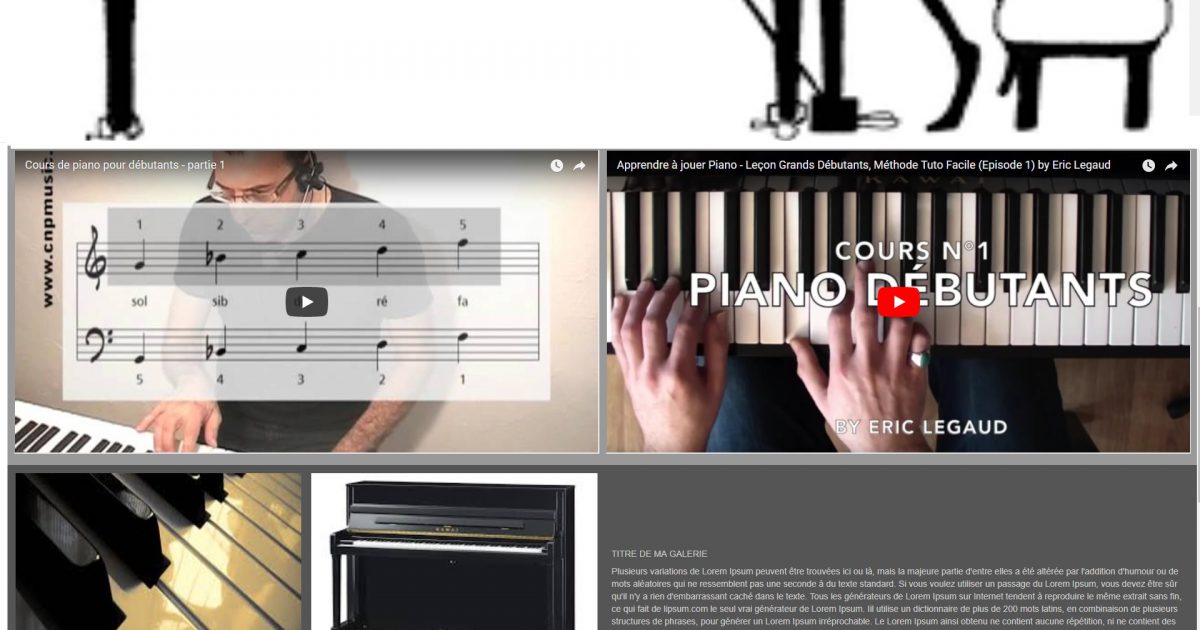 Cours de piano pour débutants - partie 1
www.cnpmusic.
1 2 3 4 5
sol sib ré fa
5 4 3 2 1
Apprendre à jouer Piano - Leçon Grands Débutants, Méthode Tuto Facile (Episode 1) by Eric Legaud
KAWAI
COURS N°1
PIANO DÉBUTANTS
BY ERIC LEGAUD
KAWAI
TITRE DE MA GALERIE
Plusieurs variations de Lorem Ipsum peuvent être trouvées ici ou là, mais la majeure partie d'entre elles a été altérée par l'addition d'humour ou de
mots aléatoires qui ne ressemblent pas une seconde à du texte standard. Si vous voulez utiliser un passage du Lorem Ipsum, vous devez être sûr
qu'il n'y a rien d'embarrassant caché dans le texte. Tous les générateurs de Lorem Ipsum sur Internet tendent à reproduire le même extrait sans fin,
ce qui fait de lipsum.com le seul vrai générateur de Lorem Ipsum. Iil utilise un dictionnaire de plus de 200 mots latins, en combinaison de plusieurs
structures de phrases, pour générer un Lorem Ipsum irréprochable. Le Lorem Ipsum ainsi obtenu ne contient aucune répétition, ni ne contient des